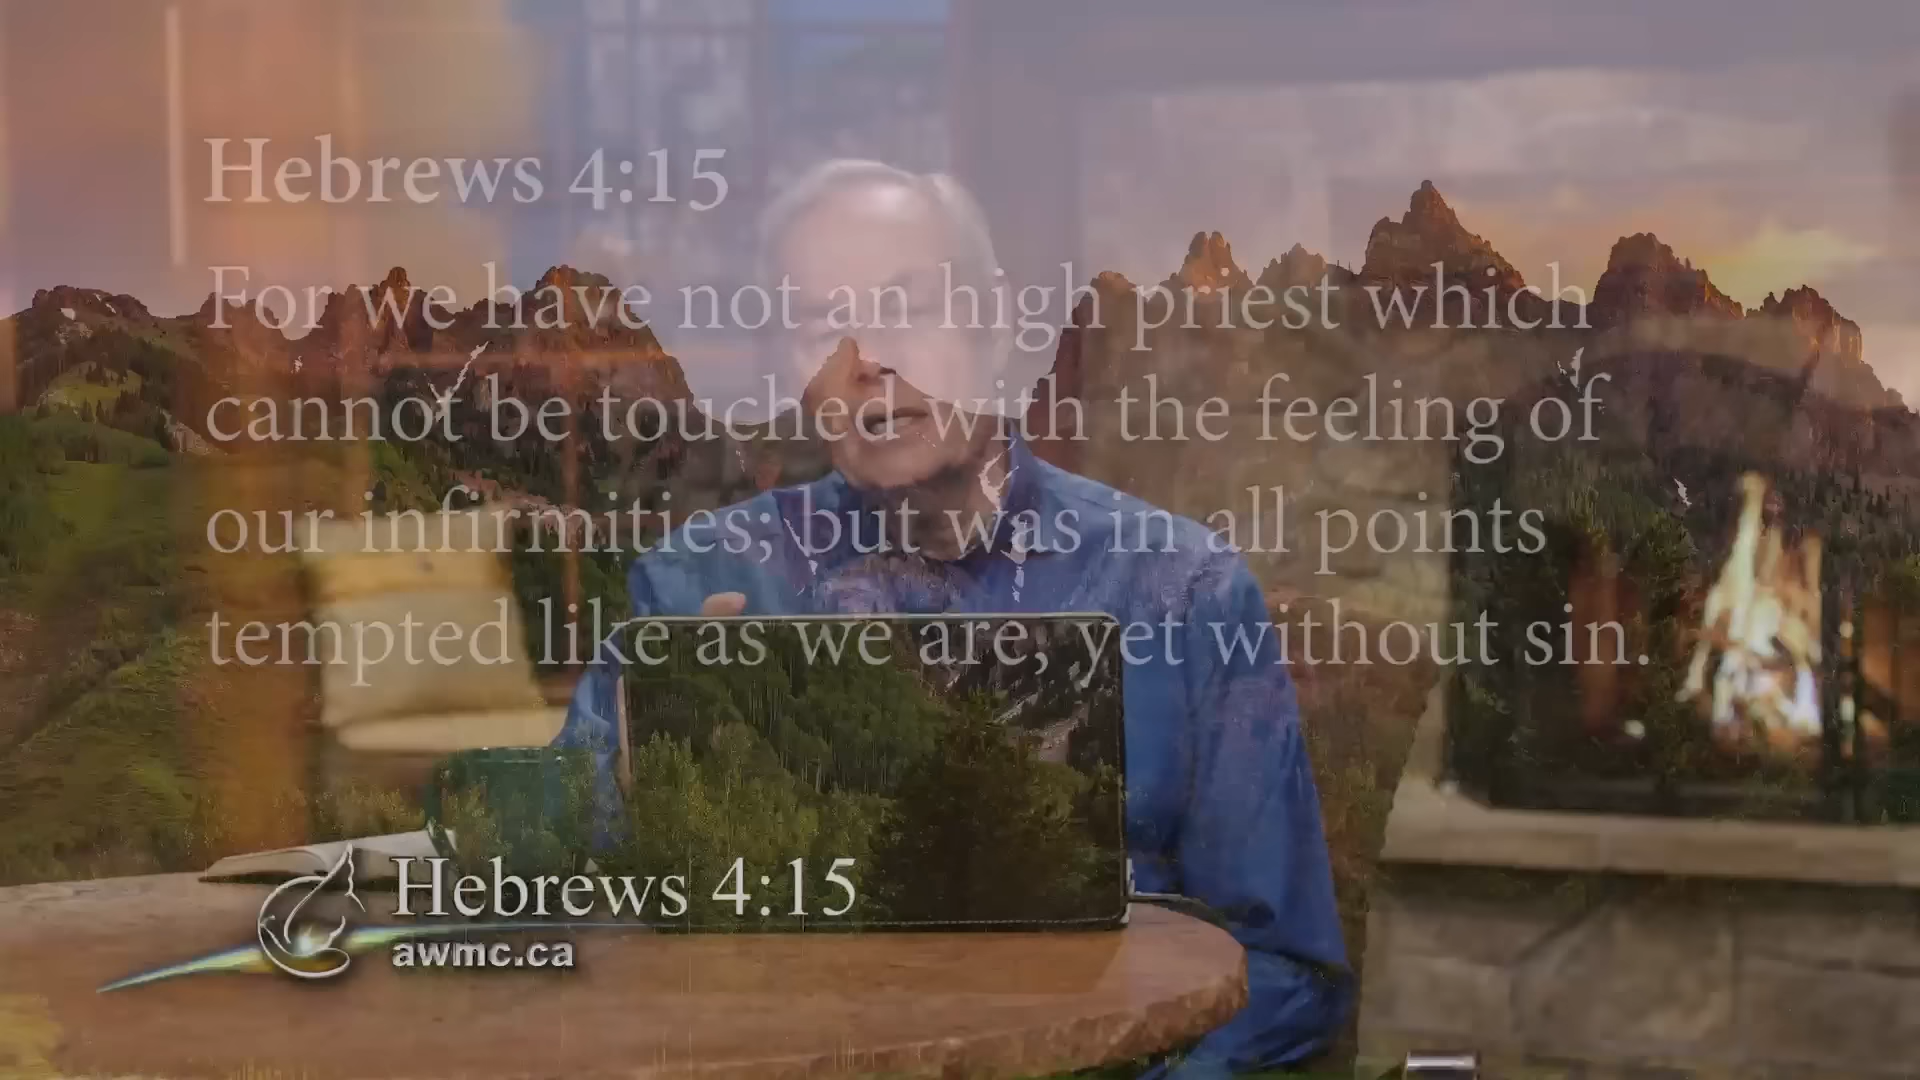 Hebrews 4:15
For we have not an high priest which
cannot be touched with the feeling of
our infirmities; but was in all points
tempted like as we are, yet without sin.
Hebrews 4:15
awmc.ca